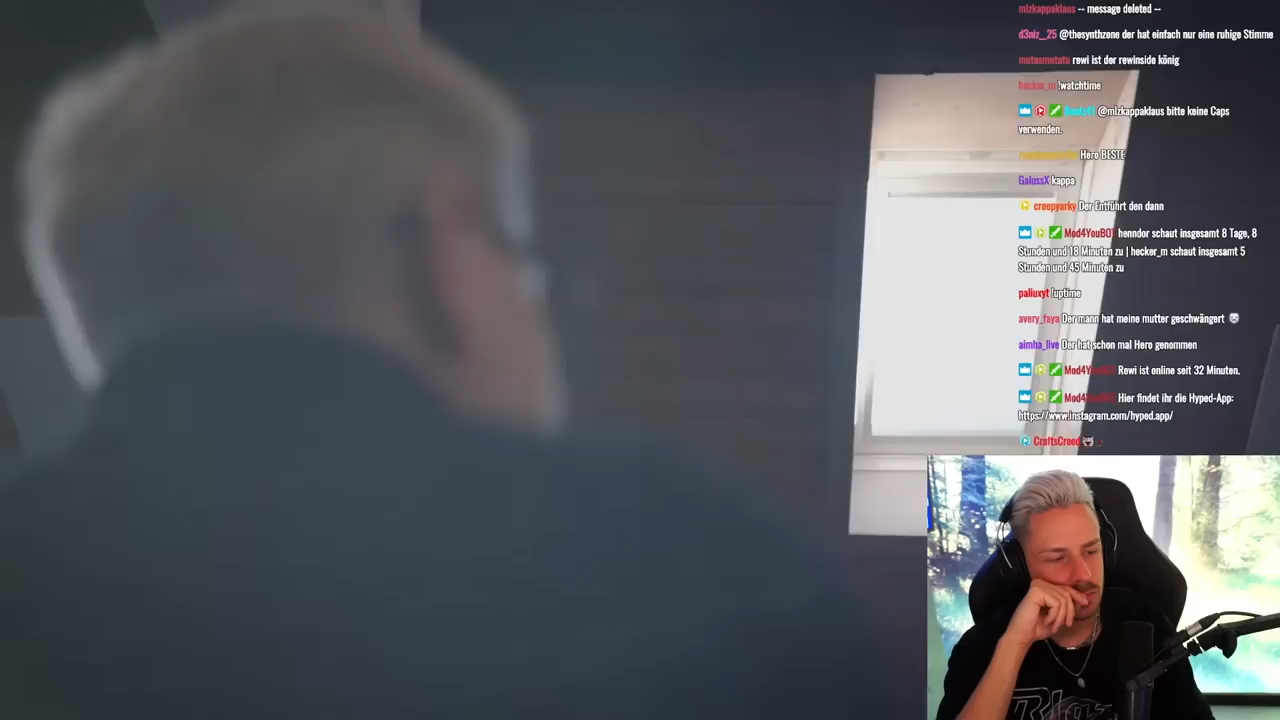 mizkappaklaus -- message deleted --
d3niz_25 @thesynthzone der hat einfach nur eine ruhige Stimme
mutasmutatu rewi ist der rewinside könig
!watchtime
@mizkappaklaus bitte keine Caps
verwenden.
Hero BESTE
GalussX kappa
creepyarky Der Entführt den dann
Mod4YouBOT henndor schaut insgesamt 8 Tage, 8
Stunden und 18 Minuten zu | hecker_m schaut insgesamt 5
Stunden und 45 Minuten zu
paliuxyt !uptime
avery_faya Der mann hat meine mutter geschwängert
aimha_live Der hat schon mal Hero genommen
Rewi ist online seit 32 Minuten.
Hier findet ihr die Hyped-App:
https://www.instagram.com/hyped.app/
CraftsCreed